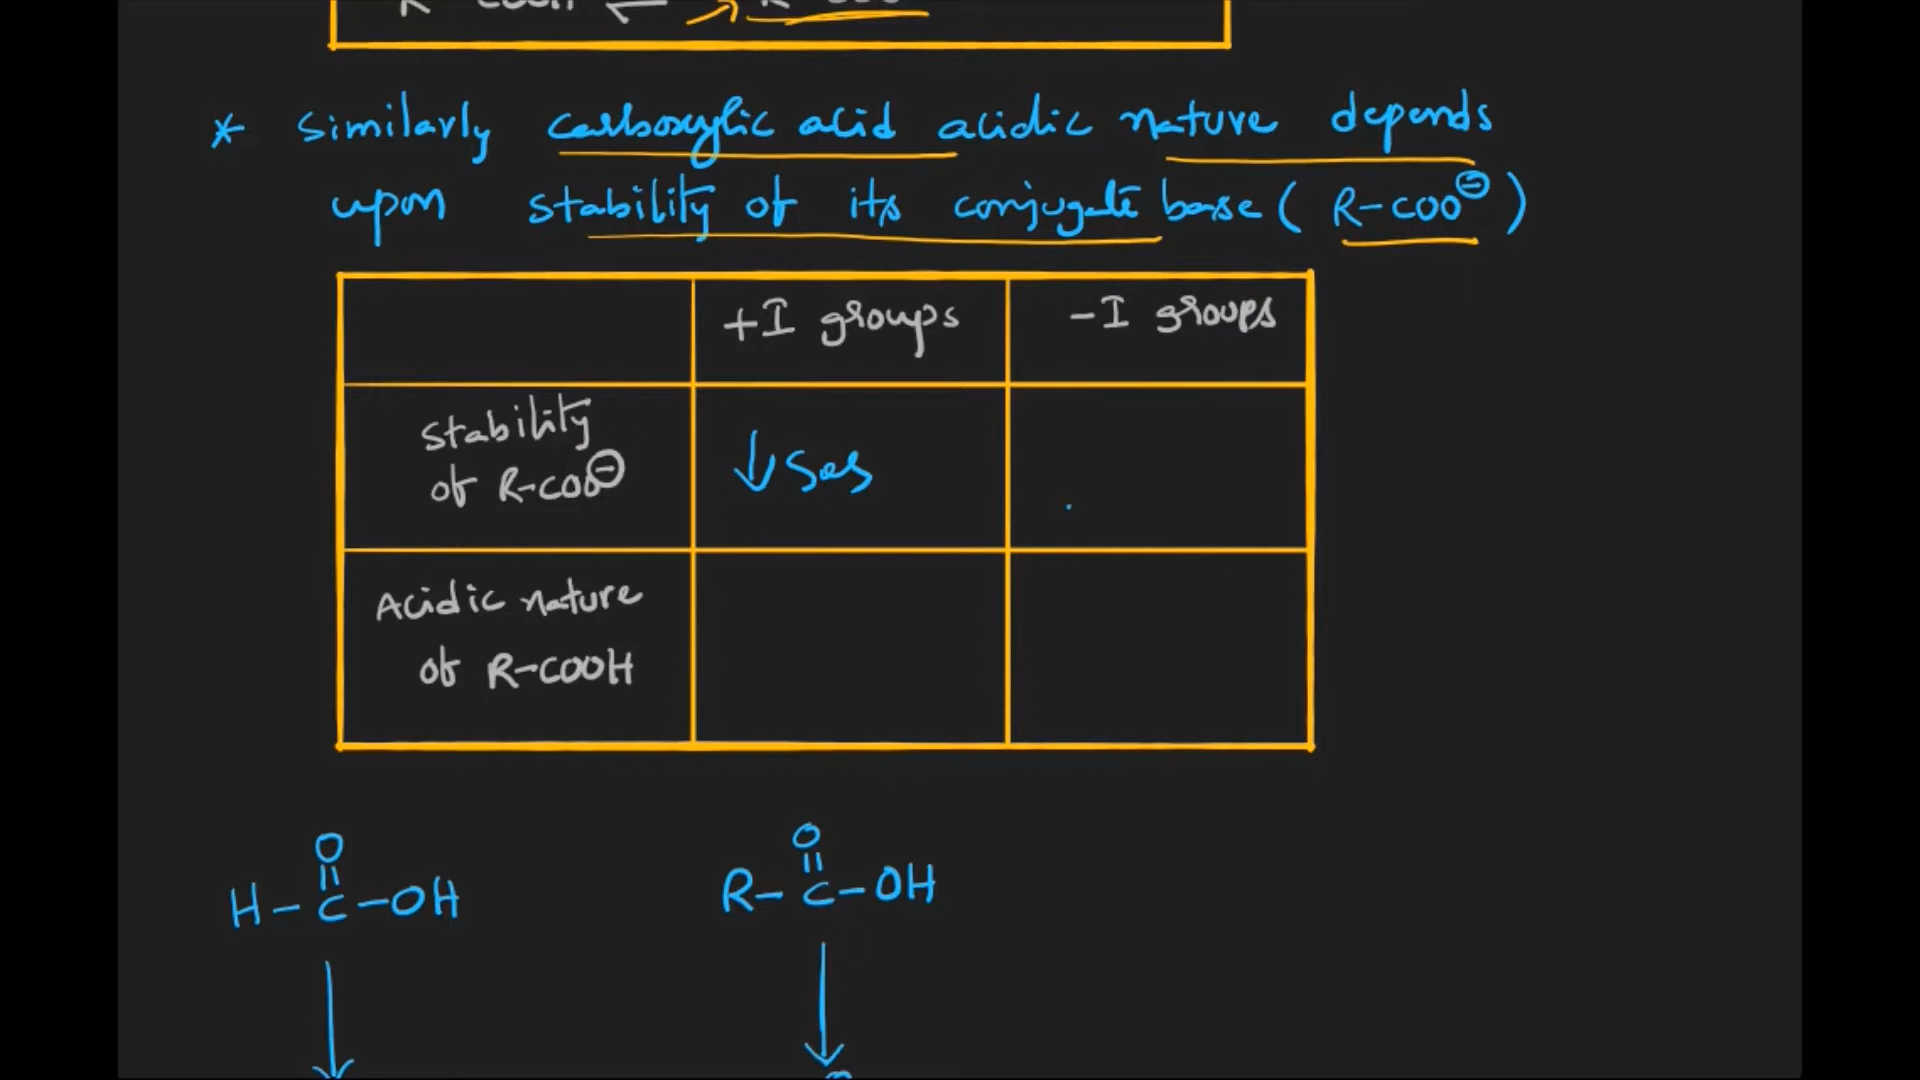 * Similarly carboxylic acid acidic nature depends
upon stability of its conjugate base ( R-COO⊖ )
+I groups
-I groups
Stability
of R-COO⊖
↓ses
Acidic nature
of R-COOH
O
||
H-C-OH
O
||
R-C-OH